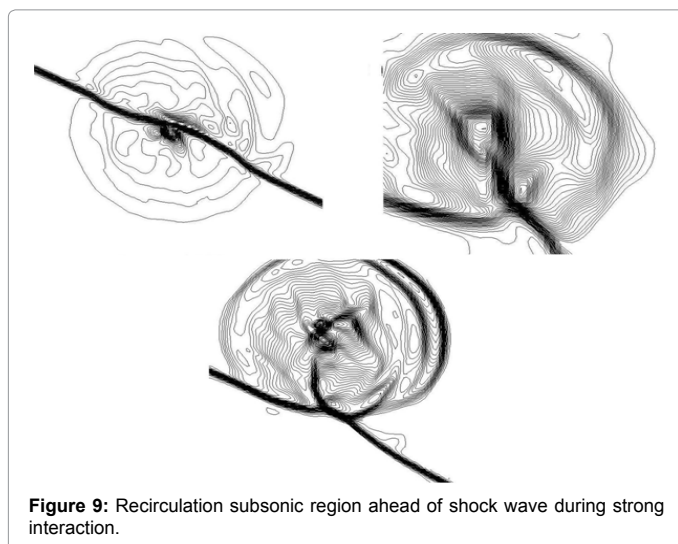 Figure 9: Recirculation subsonic region ahead of shock wave during strong
interaction.